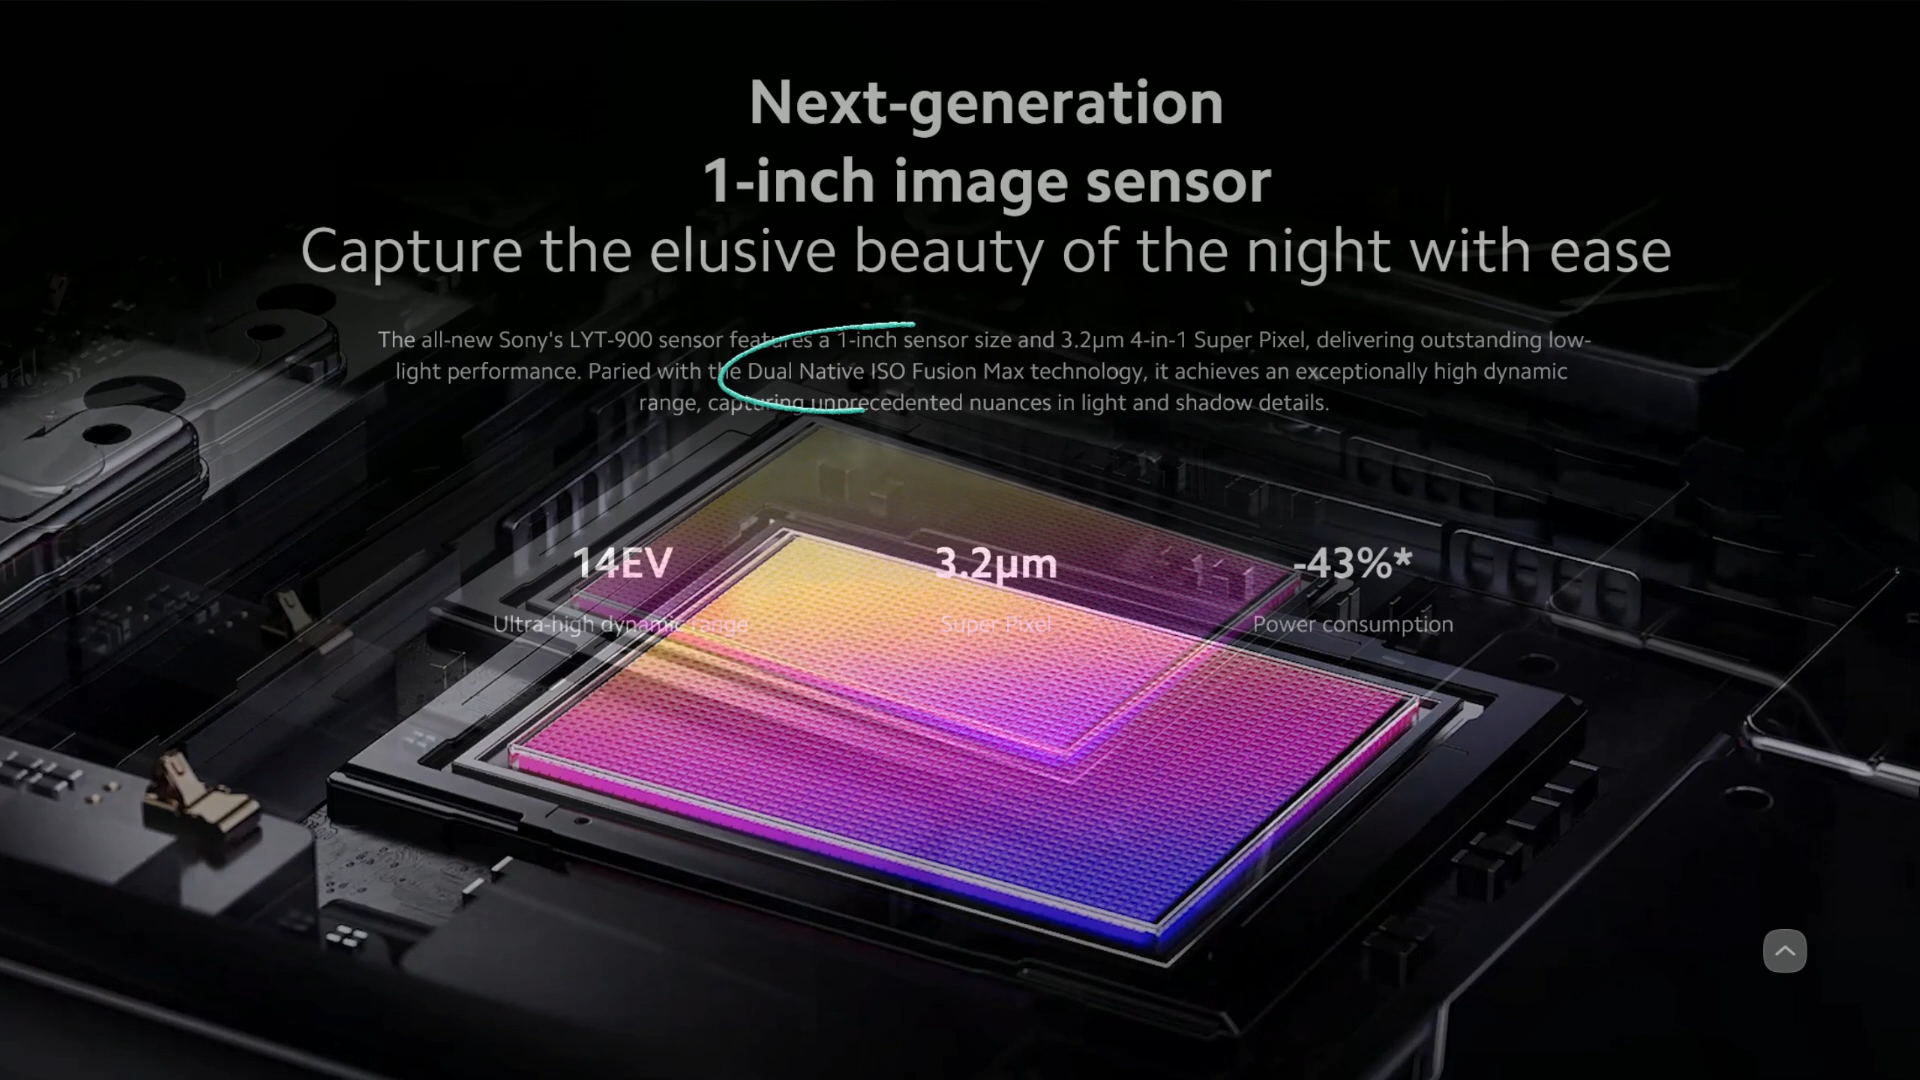 Next-generation
1-inch image sensor
Capture the elusive beauty of the night with ease
The all-new Sony's LYT-900 sensor features a 1-inch sensor size and 3.2μm 4-in-1 Super Pixel, delivering outstanding low-
light performance. Paried with the Dual Native ISO Fusion Max technology, it achieves an exceptionally high dynamic
range, capturing unprecedented nuances in light and shadow details.
14EV 3.2μm -43%*
Ultra-high dynamic range Super Pixel Power consumption